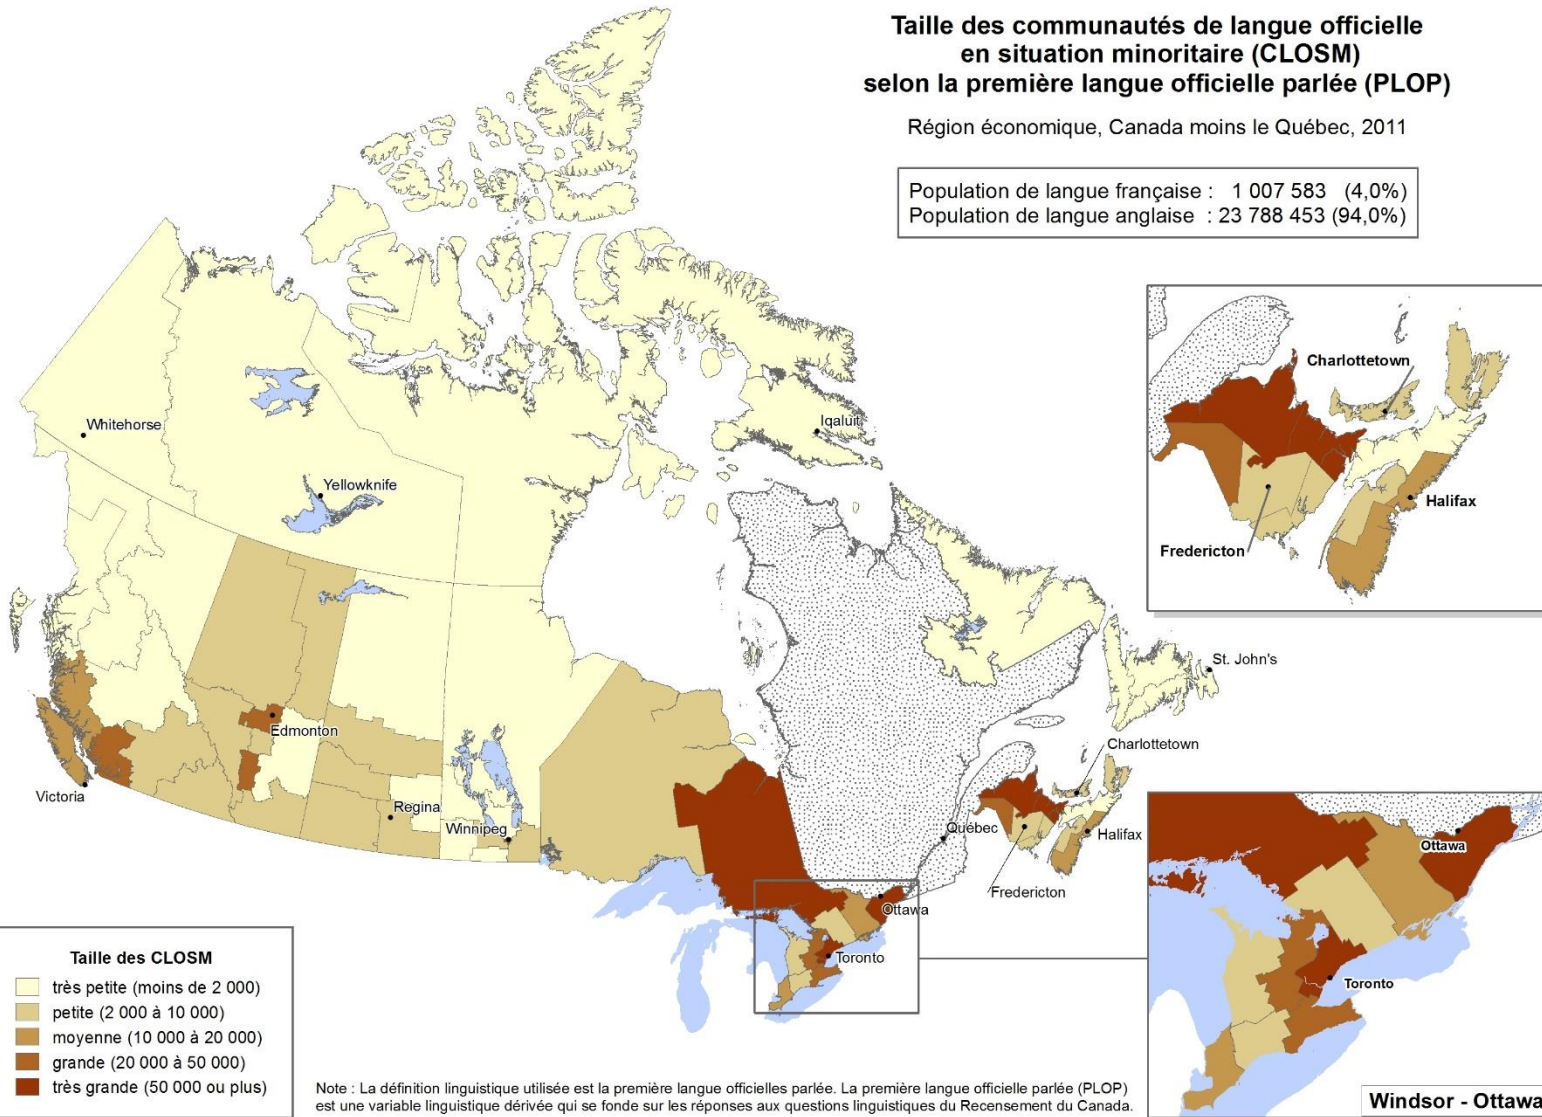 Taille des communautés de langue officielle
en situation minoritaire (CLOSM)
selon la première langue officielle parlée (PLOP)
Région économique, Canada moins le Québec, 2011
Population de langue française : 1 007 583 (4,0%)
Population de langue anglaise : 23 788 453 (94,0%)
Charlottetown
Halifax
Fredericton
Whitehorse
Iqaluit
Yellowknife
St. John's
Edmonton
Charlottetown
Victoria
Regina
Winnipeg
Québec
Halifax
Fredericton
Ottawa
Toronto
Ottawa
Toronto
Windsor - Ottawa
Taille des CLOSM
très petite (moins de 2 000)
petite (2 000 à 10 000)
moyenne (10 000 à 20 000)
grande (20 000 à 50 000)
très grande (50 000 ou plus)
Note : La définition linguistique utilisée est la première langue officielles parlée. La première langue officielle parlée (PLOP)
est une variable linguistique dérivée qui se fonde sur les réponses aux questions linguistiques du Recensement du Canada.